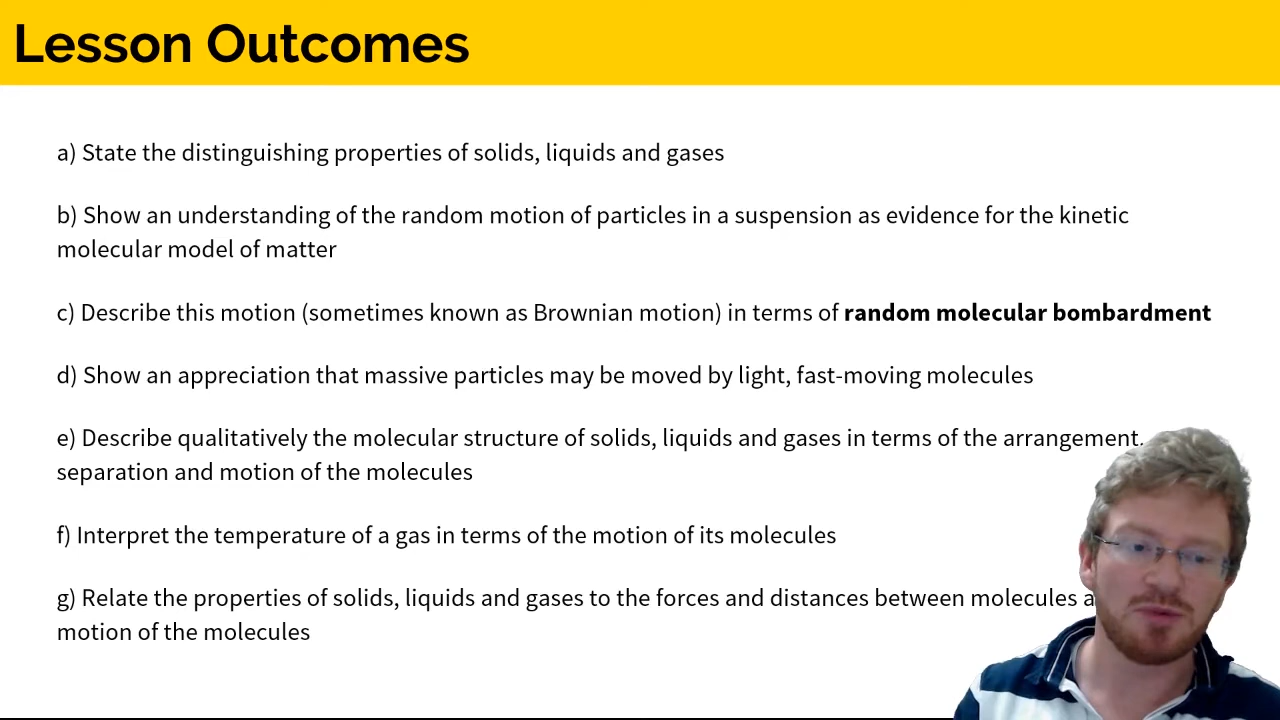 Lesson Outcomes
a) State the distinguishing properties of solids, liquids and gases
b) Show an understanding of the random motion of particles in a suspension as evidence for the kinetic
molecular model of matter
c) Describe this motion (sometimes known as Brownian motion) in terms of random molecular bombardment
d) Show an appreciation that massive particles may be moved by light, fast-moving molecules
e) Describe qualitatively the molecular structure of solids, liquids and gases in terms of the arrangement,
separation and motion of the molecules
f) Interpret the temperature of a gas in terms of the motion of its molecules
g) Relate the properties of solids, liquids and gases to the forces and distances between molecules
motion of the molecules